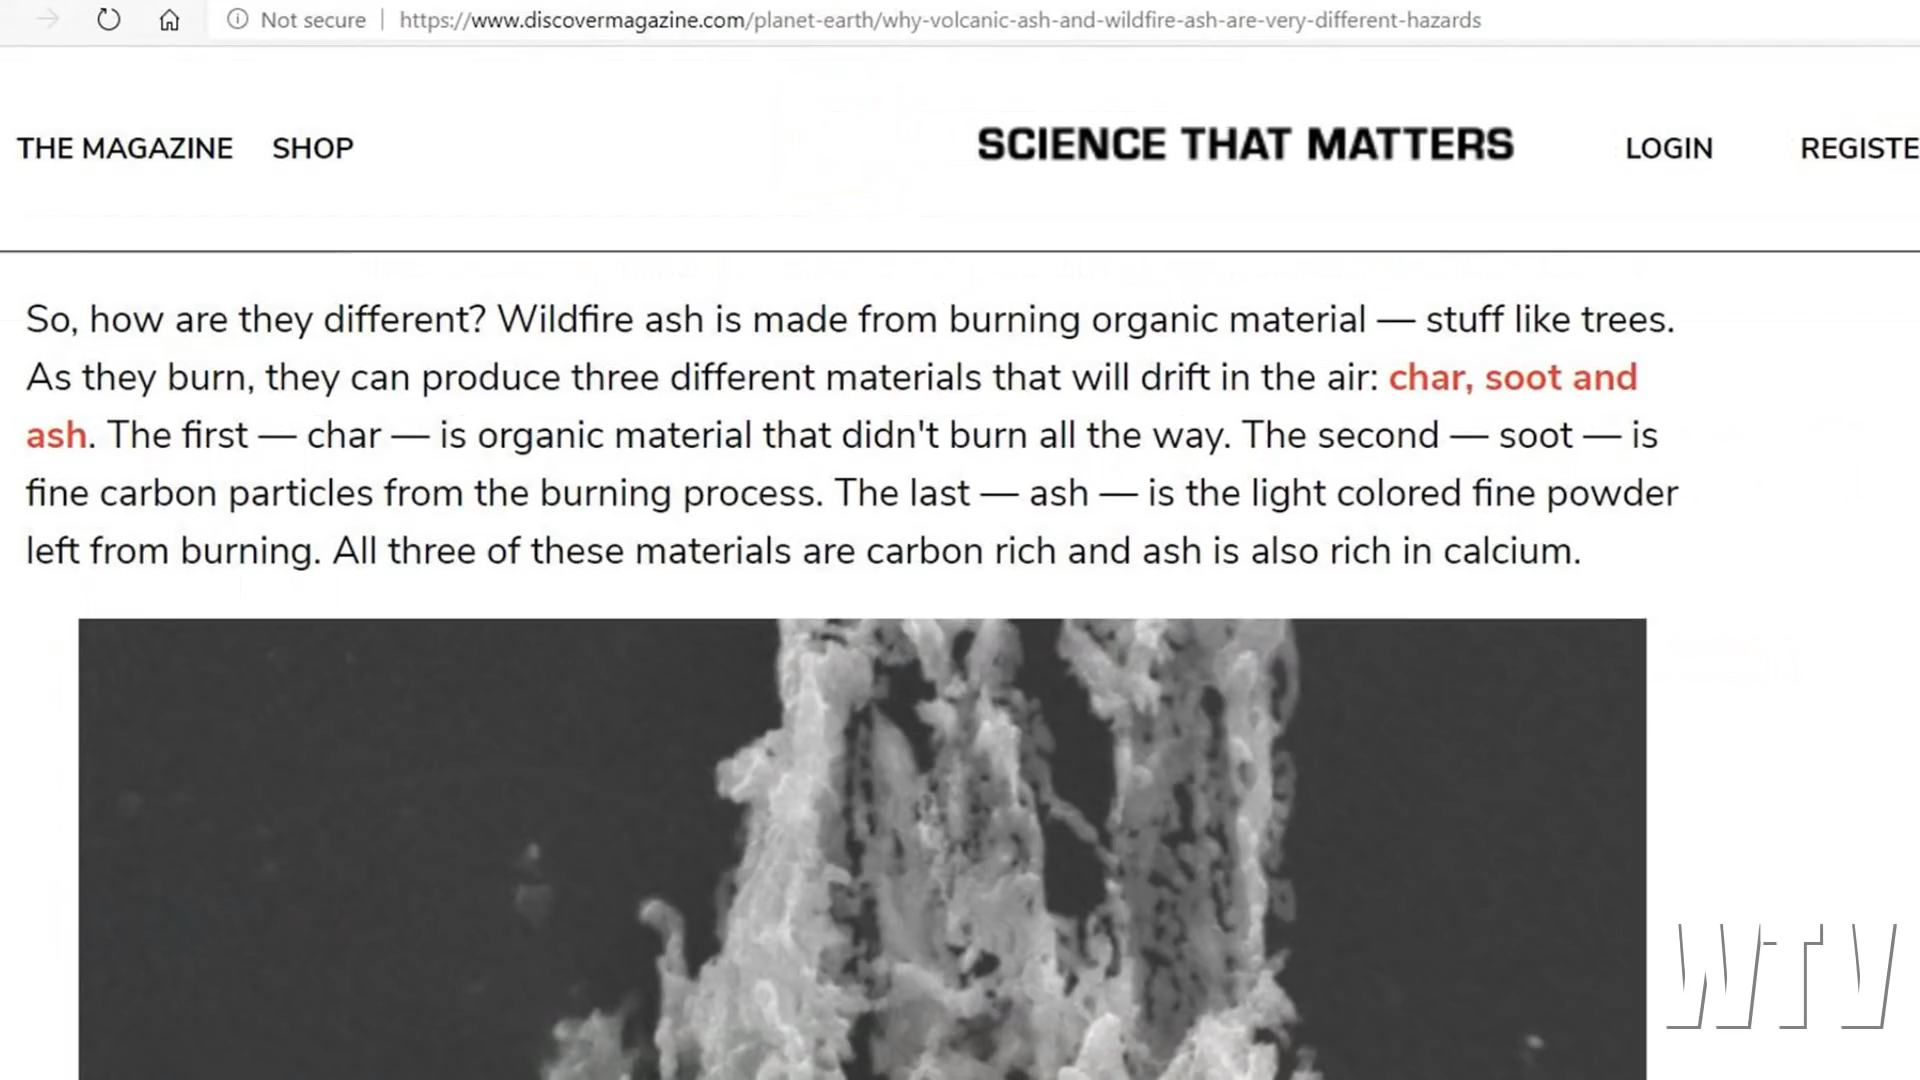 Not secure | https://www.discovermagazine.com/planet-earth/why-volcanic-ash-and-wildfire-ash-are-very-different-hazards
THE MAGAZINE SHOP SCIENCE THAT MATTERS LOGIN REGISTE
So, how are they different? Wildfire ash is made from burning organic material — stuff like trees.
As they burn, they can produce three different materials that will drift in the air: char, soot and
ash. The first — char — is organic material that didn't burn all the way. The second — soot — is
fine carbon particles from the burning process. The last — ash — is the light colored fine powder
left from burning. All three of these materials are carbon rich and ash is also rich in calcium.
WTV